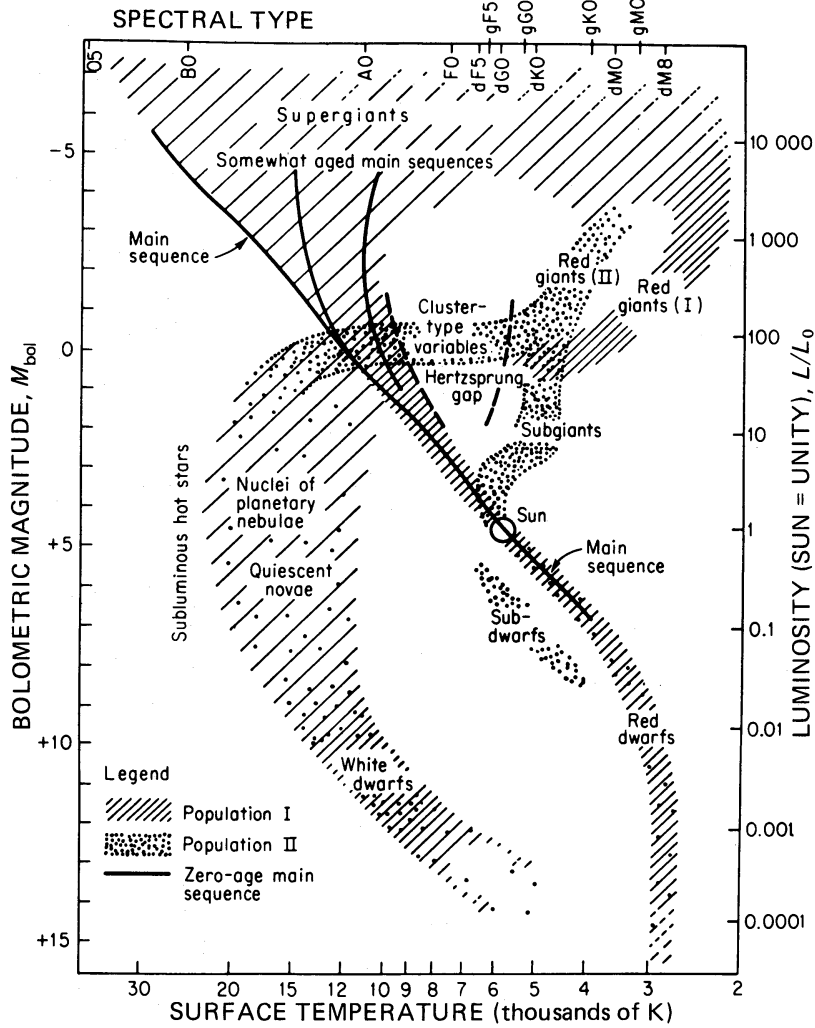 SPECTRAL TYPE
O5
B0
A0
F0
dF5
gF5
dG0
gG0
dK0
gK0
dM0
gM0
dM8
BOLOMETRIC MAGNITUDE, Mbol
-5
0
+5
+10
+15
Supergiants
Somewhat aged main sequences
Main
sequence
Cluster-
type
variables
Hertzsprung
gap
Red
giants (II)
Red
giants (I)
Subgiants
Sun
Main
sequence
Sub-
dwarfs
Red
dwarfs
Subluminous hot stars
Nuclei of
planetary
nebulae
Quiescent
novae
White
dwarfs
Legend
Population I
Population II
Zero-age main
sequence
10 000
1 000
100
10
1
0.1
0.01
0.001
0.0001
LUMINOSITY (SUN = UNITY), L/L0
30 20 15 12 10 9 8 7 6 5 4 3 2
SURFACE TEMPERATURE (thousands of K)